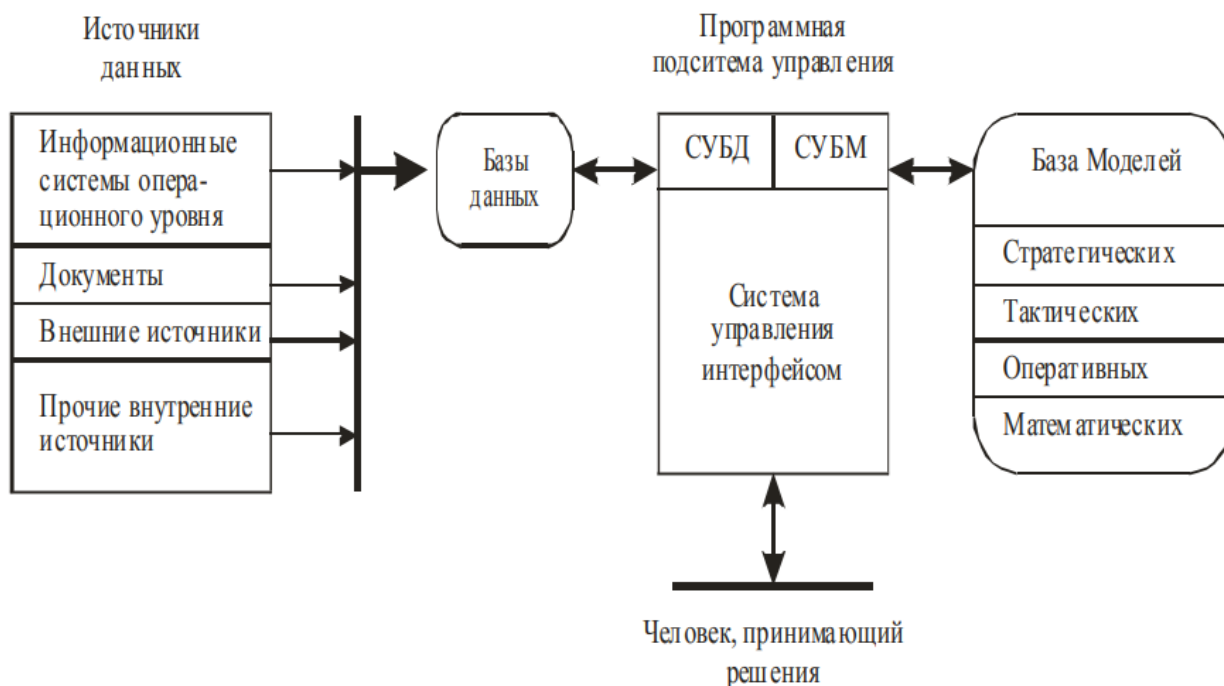 Источники
данных
Информационные
системы опера-
ционного уровня
Документы
Внешние источники
Прочие внутренние
источники
Базы
данных
Программная
подситема управления
СУБД
СУБМ
Система
управления
интерфейсом
База Моделей
Стратегических
Тактических
Оперативных
Математических
Человек, принимающий
решения